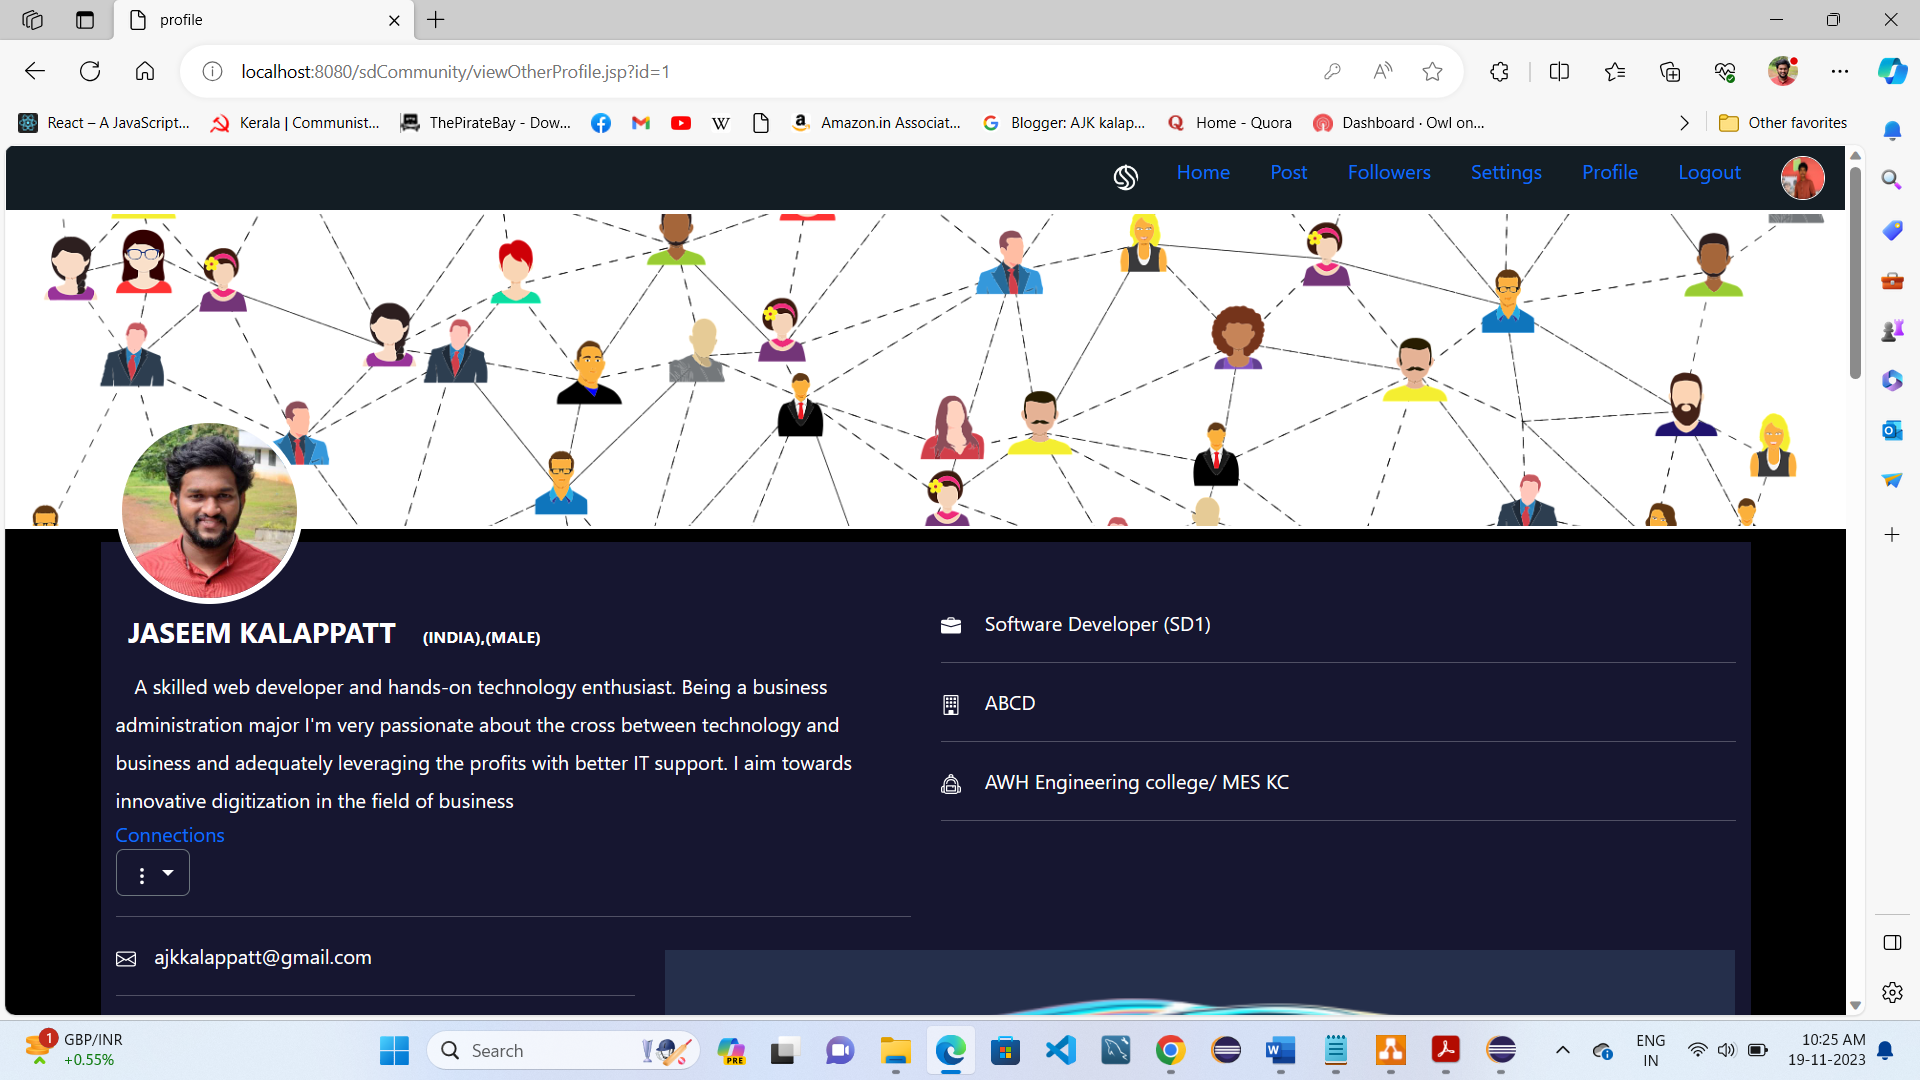 profile
localhost:8080/sdCommunity/viewOtherProfile.jsp?id=1
React – A JavaScript... Kerala | Communist... ThePirateBay - Dow... W Amazon.in Associat... Blogger: AJK kalap... Home - Quora Dashboard · Owl on... Other favorites
Home Post Followers Settings Profile Logout
JASEEM KALAPPATT (INDIA),(MALE)
A skilled web developer and hands-on technology enthusiast. Being a business
administration major I'm very passionate about the cross between technology and
business and adequately leveraging the profits with better IT support. I aim towards
innovative digitization in the field of business
Connections
Software Developer (SD1)
ABCD
AWH Engineering college/ MES KC
ajkkalappatt@gmail.com
1
GBP/INR
+0.55%
Search
PRE
ENG
IN
10:25 AM
19-11-2023